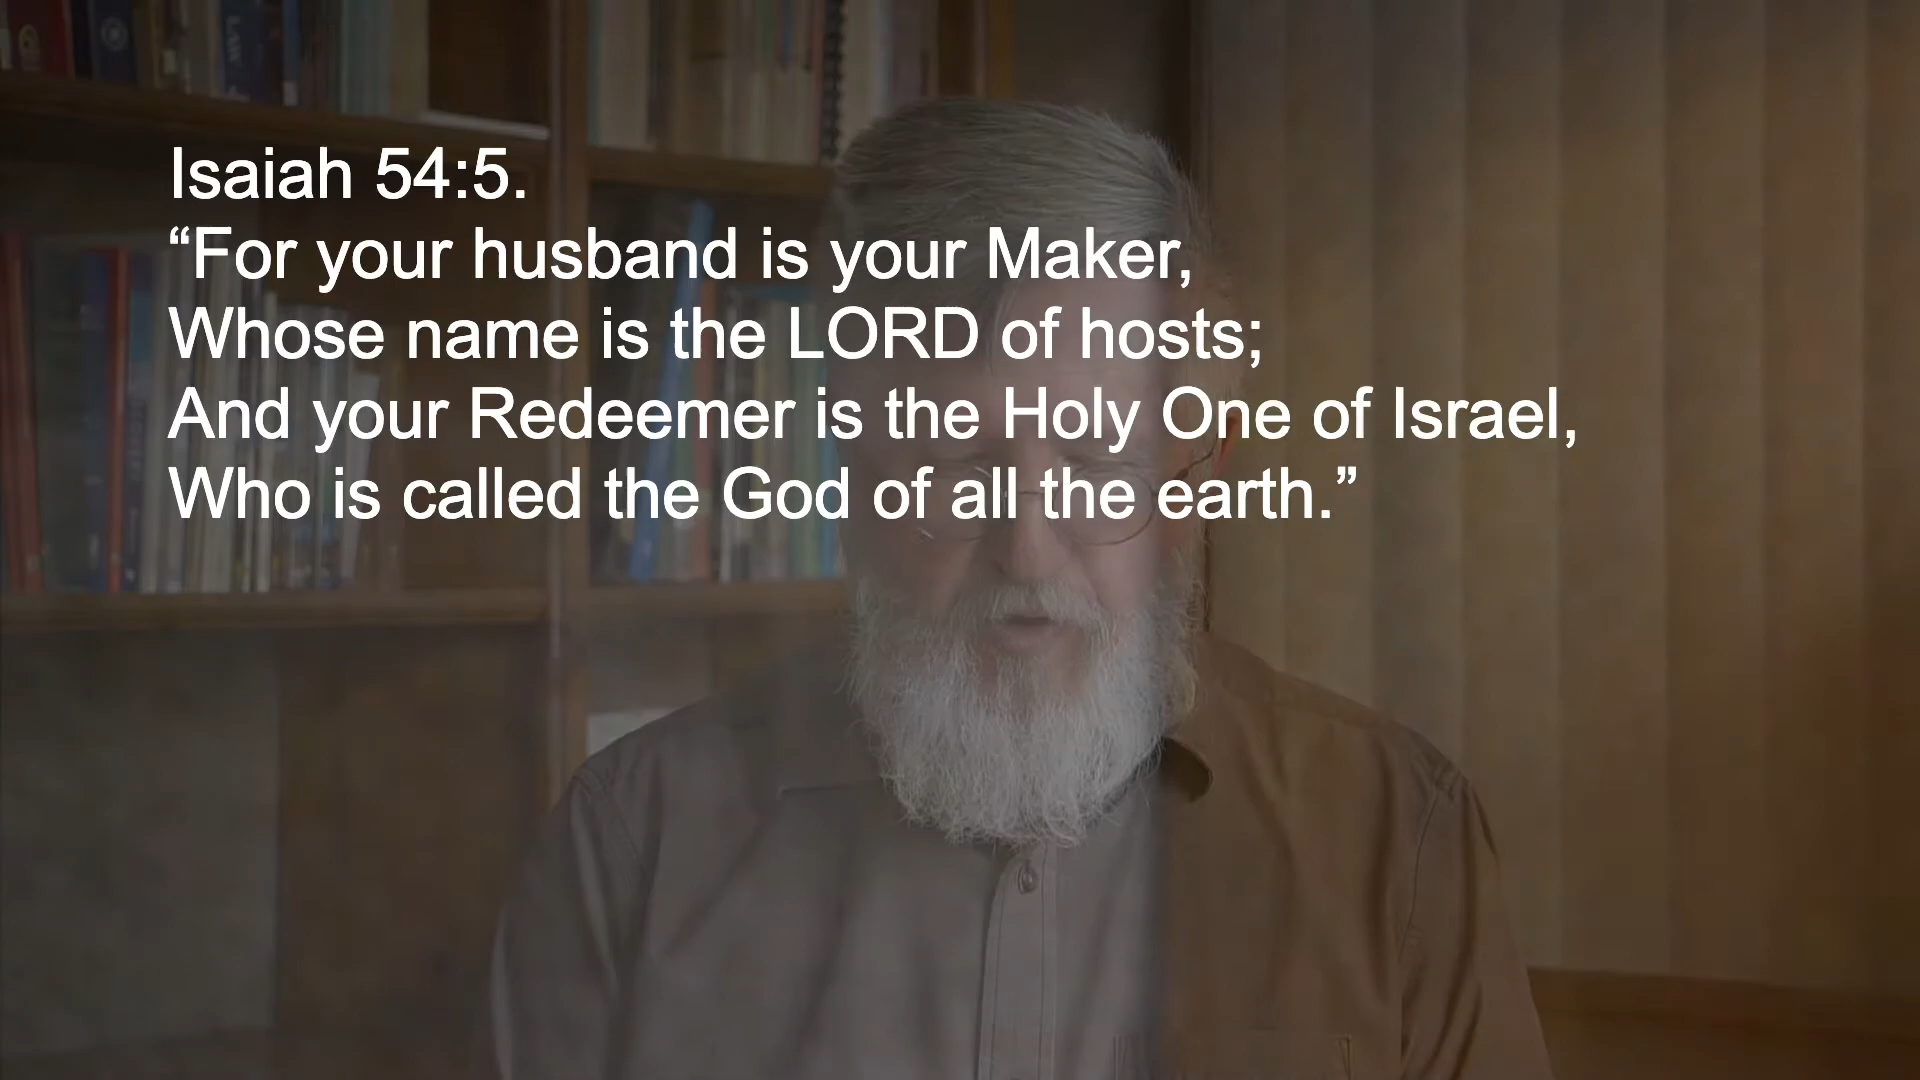 Isaiah 54:5.
“For your husband is your Maker,
Whose name is the LORD of hosts;
And your Redeemer is the Holy One of Israel,
Who is called the God of all the earth.”
LAW